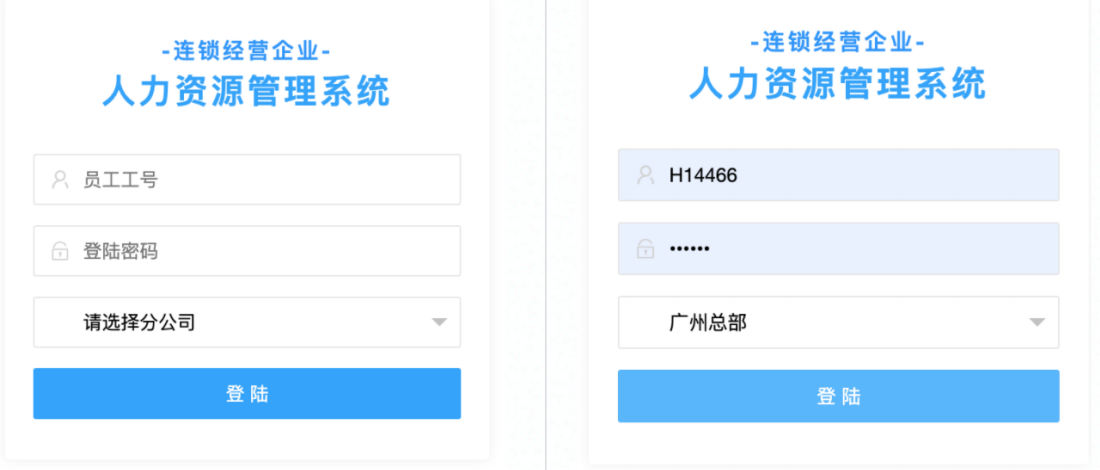 -连锁经营企业-
人力资源管理系统
员工工号
登陆密码
请选择分公司
登陆
-连锁经营企业-
人力资源管理系统
H14466
••••••
广州总部
登陆